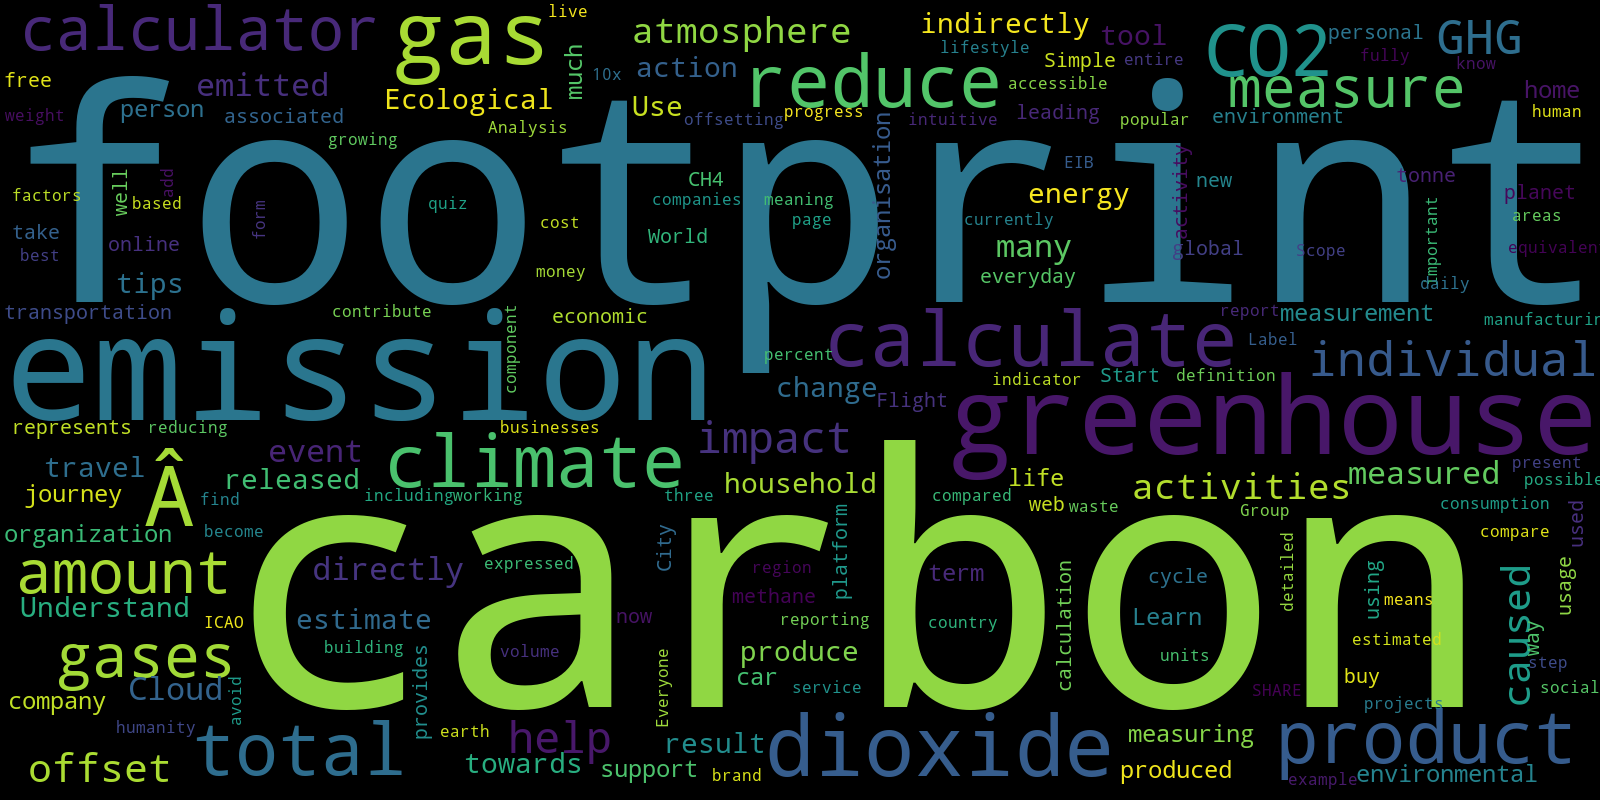 calculator
gas
live
atmosphere
indirectly
lifestyle
tool
CO2
personal
GHG
free
emitted
much
10x
action
reduce
Simple
entire
accessible
fully
know
measure
home
weight
person
associated
Ecological
Use
offsetting
progress
intuitive
leading
popular
environment
human
growing
Analysis
footprint
organisation
EIB
activity
factors
well
add
based
form
quiz
CH4
companies
meaning
energy
new
tonne
planet
take
online
cost
World
page
currently
many
global
Scope
important
areas
equivalen
best
tips
money
everyday
daily
transportation
contribute
component
economic
report
measurement
manufacturin
emission
percent
calculate
Label
individual
change
indicator
Start
definition
Flight
greenhouse
represents
reducing
businesses
event
climate
impact
travel
released
household
life
activities
measured
present
possible
journey
Â
find
including
working
three
compared
web
waste
Group
consumption
used
organization
become
City
platform
carbon
detailed
compare
amount
directly
expressed
region
term
cycle
calculation
using
caused
usage
Understand
methane
means
ICAO
estimate
now
reporting
country
Learn
way
gases
building
volume
produce
units
estimated
step
company
Cloud
avoid
provides
Everyone
car
service
SHARE
buy
social
projects
humanity
total
earth
help
result
dioxide
measuring
product
offset
towards
support
brand
produced
example
environmental